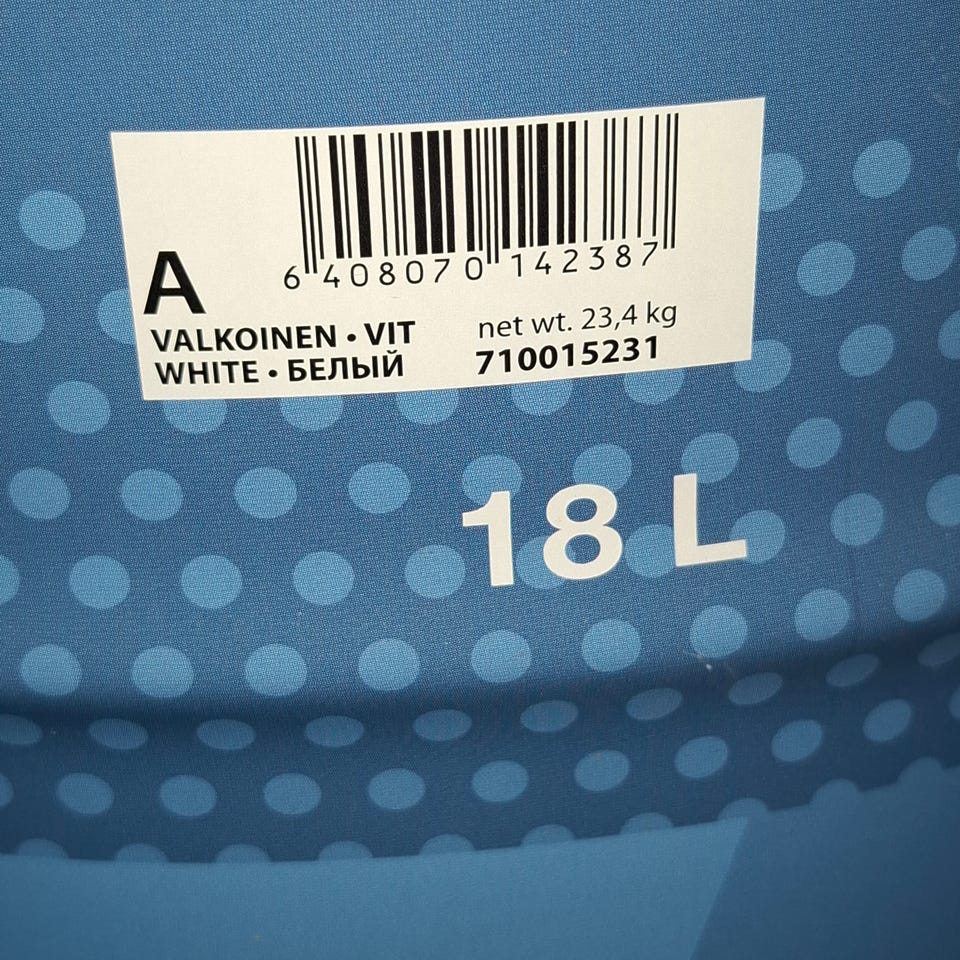 6 408070 142387
A
VALKOINEN • VIT
WHITE • БЕЛЫЙ
net wt. 23,4 kg
710015231
18 L